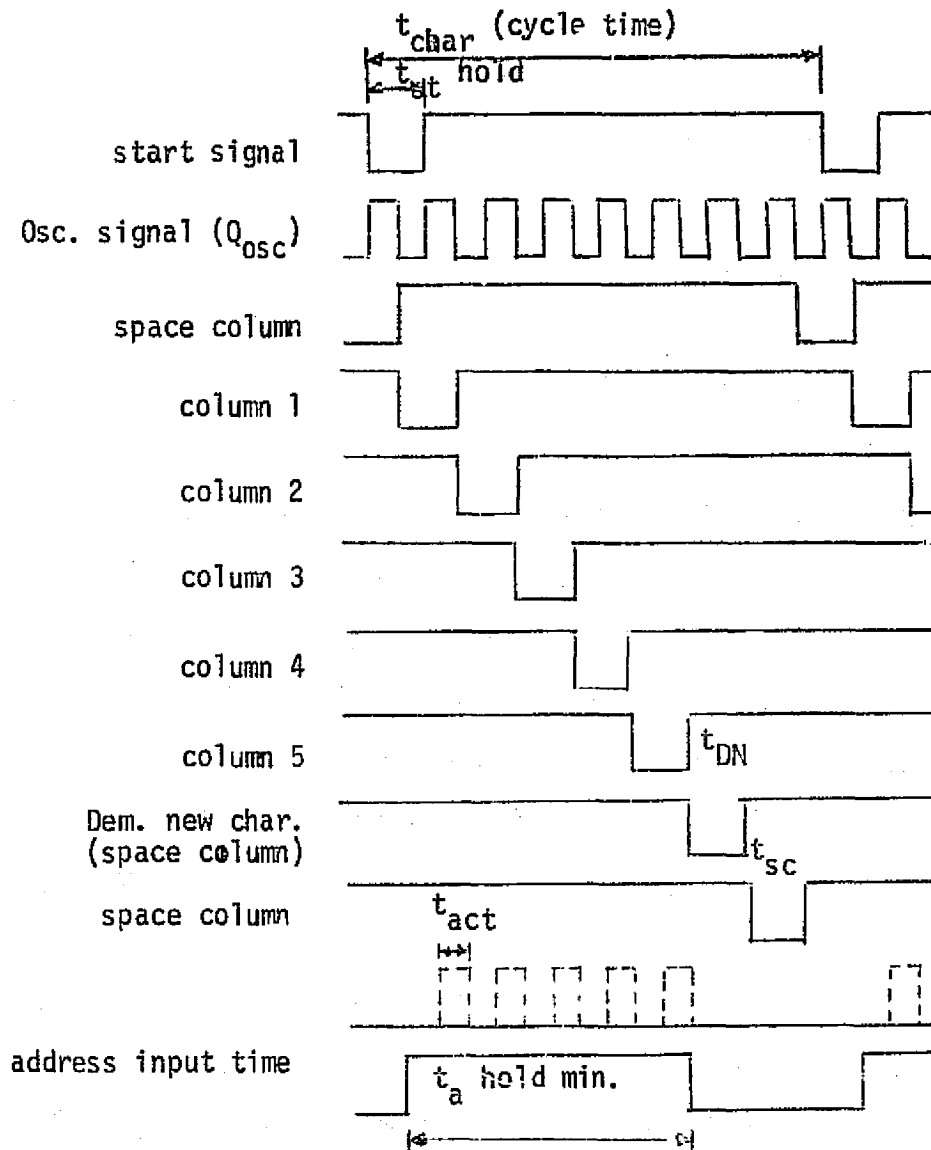 t_char (cycle time)
t_st hold
start signal
Osc. signal (Q_osc)
space column
column 1
column 2
column 3
column 4
column 5
t_DN
Dem. new char.
(space column)
t_sc
space column
t_act
address input time
t_a hold min.